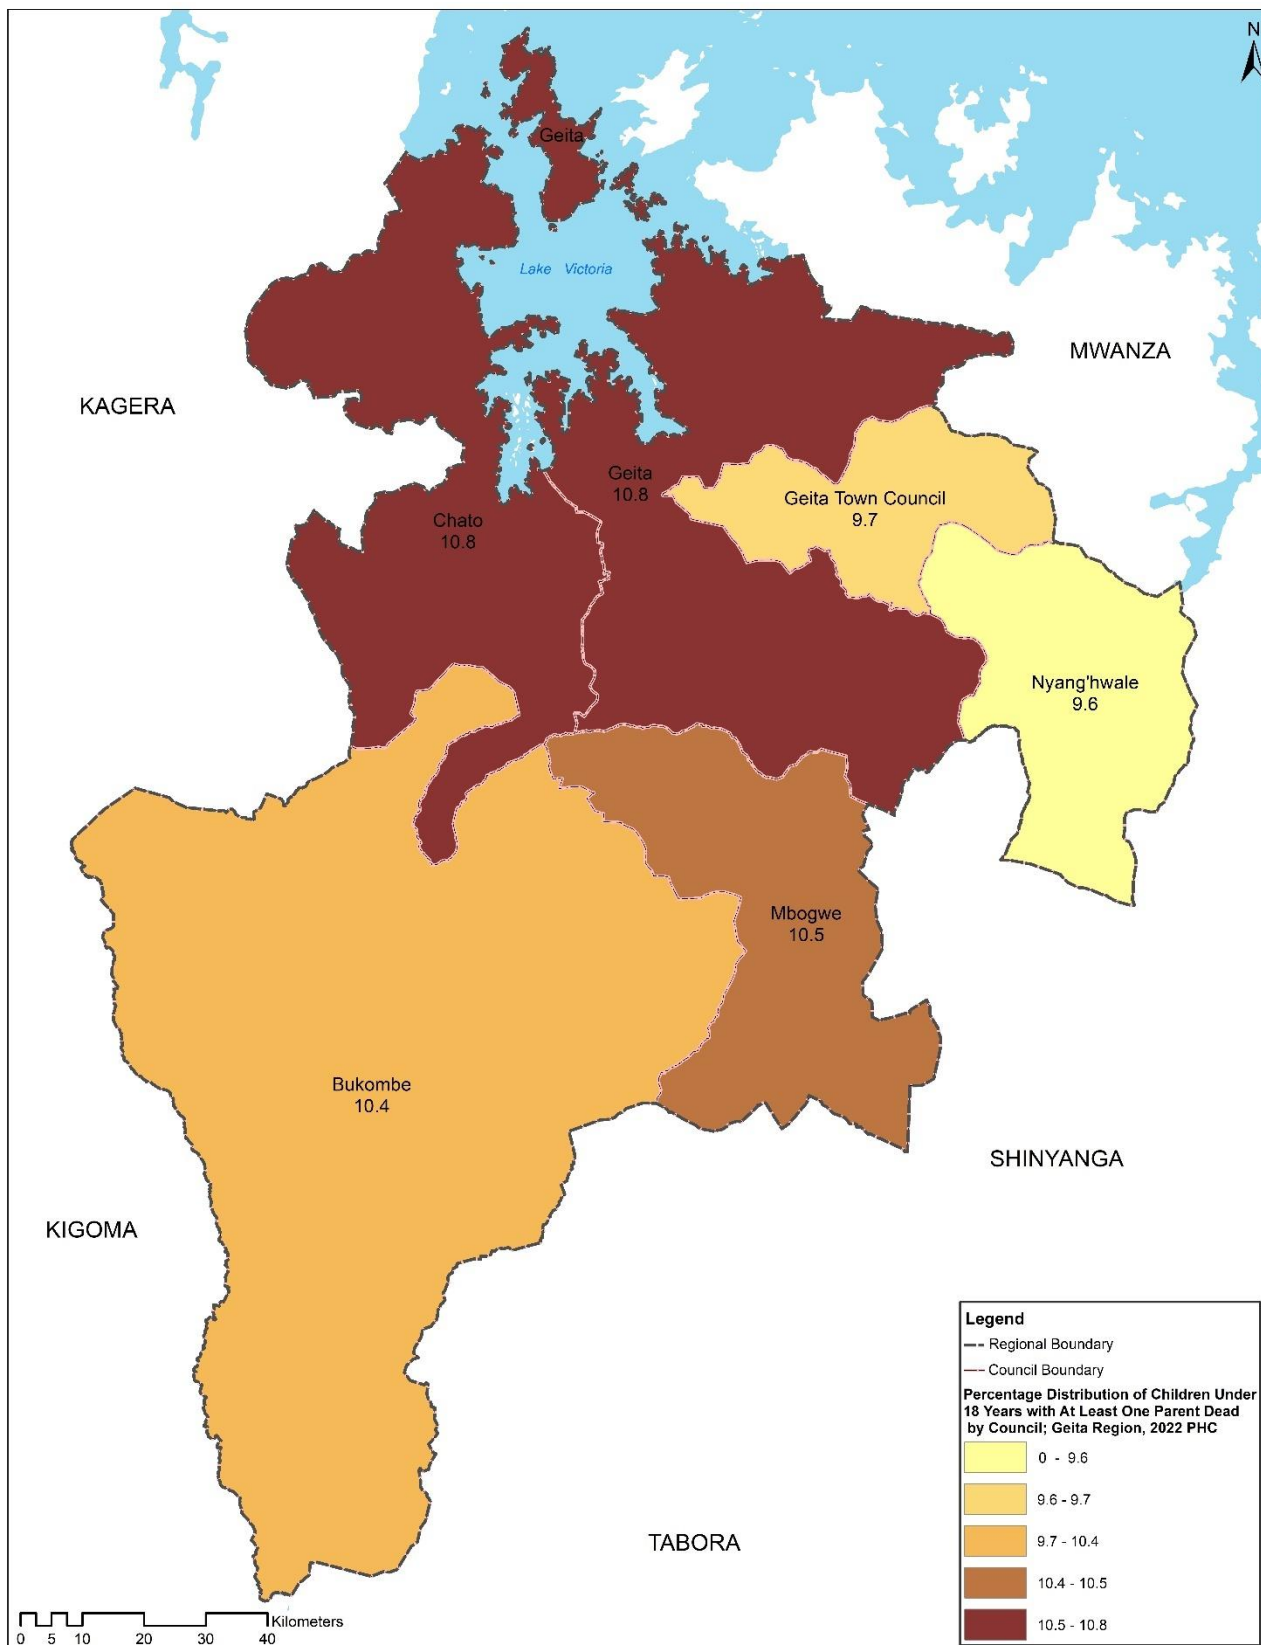 N
Geita
Lake Victoria
MWANZA
KAGERA
Geita
10.8
Geita Town Council
9.7
Chato
10.8
Nyang'hwale
9.6
Mbogwe
10.5
Bukombe
10.4
SHINYANGA
KIGOMA
TABORA
Legend
Regional Boundary
Council Boundary
Percentage Distribution of Children Under
18 Years with At Least One Parent Dead
by Council; Geita Region, 2022 PHC
0 - 9.6
9.6 - 9.7
9.7 - 10.4
10.4 - 10.5
10.5 - 10.8
Kilometers
0 5 10 20 30 40